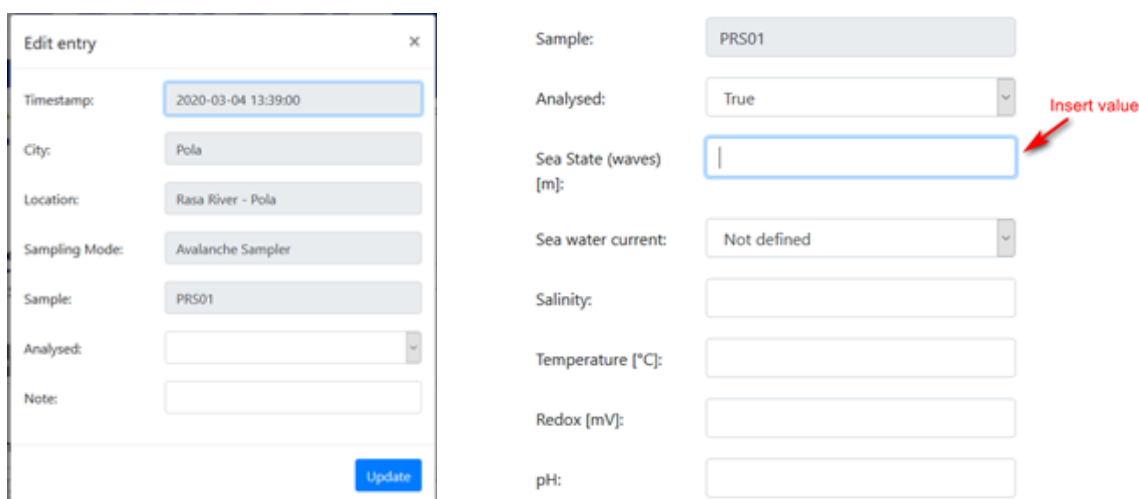 Edit entry ×
Timestamp: 2020-03-04 13:39:00
City: Pola
Location: Rasa River - Pola
Sampling Mode: Avalanche Sampler
Sample: PRS01
Analysed:
Note:
Update
Sample: PRS01
Analysed: True
Insert value
Sea State (waves)
[m]:
Sea water current: Not defined
Salinity:
Temperature [°C]:
Redox [mV]:
pH: